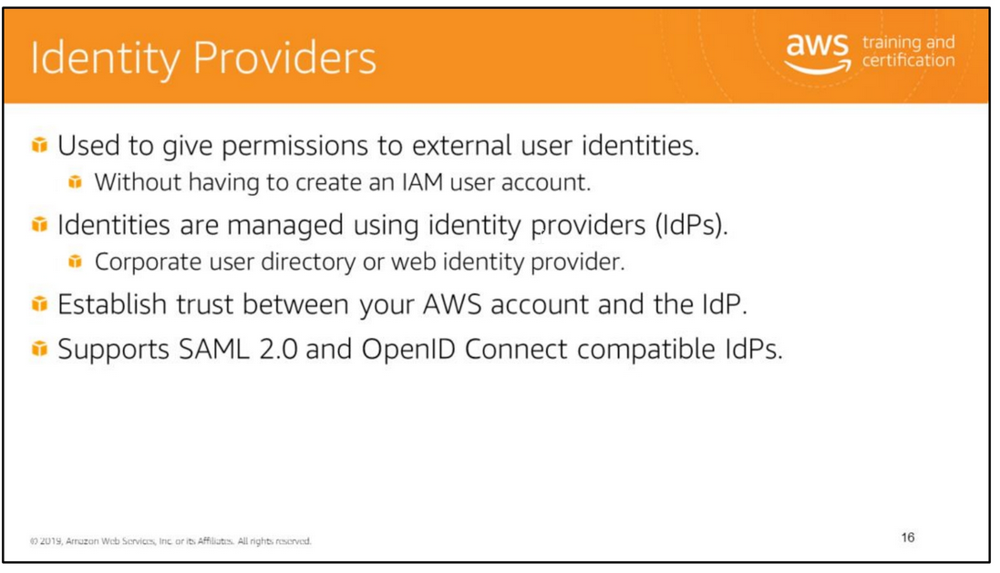 Identity Providers
aws training and
certification
Used to give permissions to external user identities.
Without having to create an IAM user account.
Identities are managed using identity providers (IdPs).
Corporate user directory or web identity provider.
Establish trust between your AWS account and the IdP.
Supports SAML 2.0 and OpenID Connect compatible IdPs.
© 2019, Amazon Web Services, Inc. or its Affiliates. All rights reserved.
16